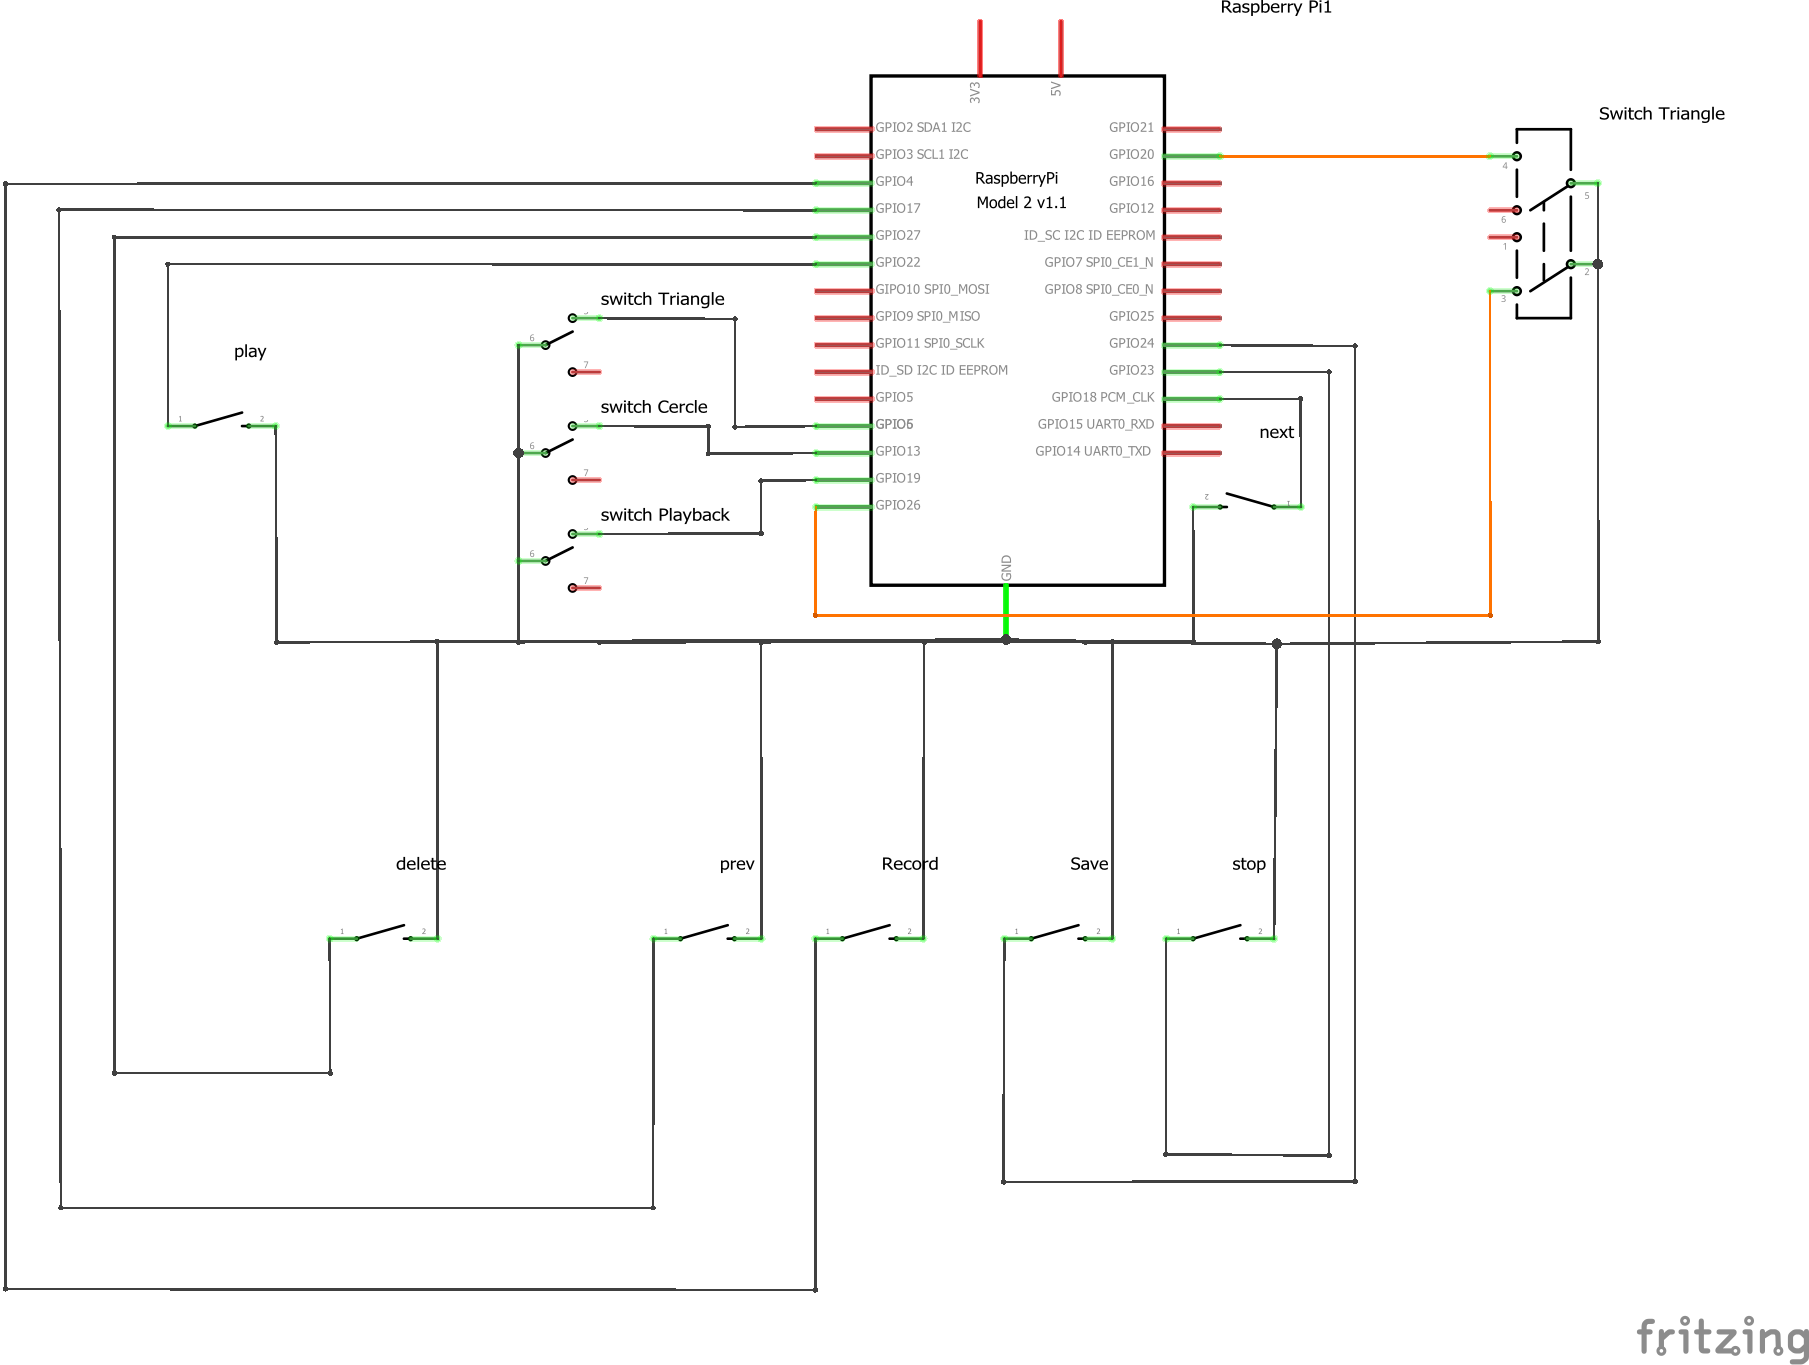 Raspberry Pi1
3V3
5V
Switch Triangle
GPIO2 SDA1 I2C
GPIO21
GPIO3 SCL1 I2C
GPIO20
4
RaspberryPi
Model 2 v1.1
GPIO4
GPIO16
5
GPIO17
GPIO12
6
GPIO27
ID_SC I2C ID EEPROM
1
GPIO22
GPIO7 SPI0_CE1_N
2
GIPO10 SPI0_MOSI
GPIO8 SPI0_CE0_N
3
switch Triangle
GPIO9 SPI0_MISO
GPIO25
6
GPIO11 SPI0_SCLK
GPIO24
play
7
ID_SD I2C ID EEPROM
GPIO23
GPIO5
GPIO18 PCM_CLK
switch Cercle
1
2
GPIO15 UART0_RXD
next
6
GPIO13
GPIO14 UART0_TXD
7
GPIO19
2
1
GPIO26
switch Playback
6
7
GND
delete
prev
Record
Save
stop
1
2
1
2
1
2
1
2
1
2
fritzing